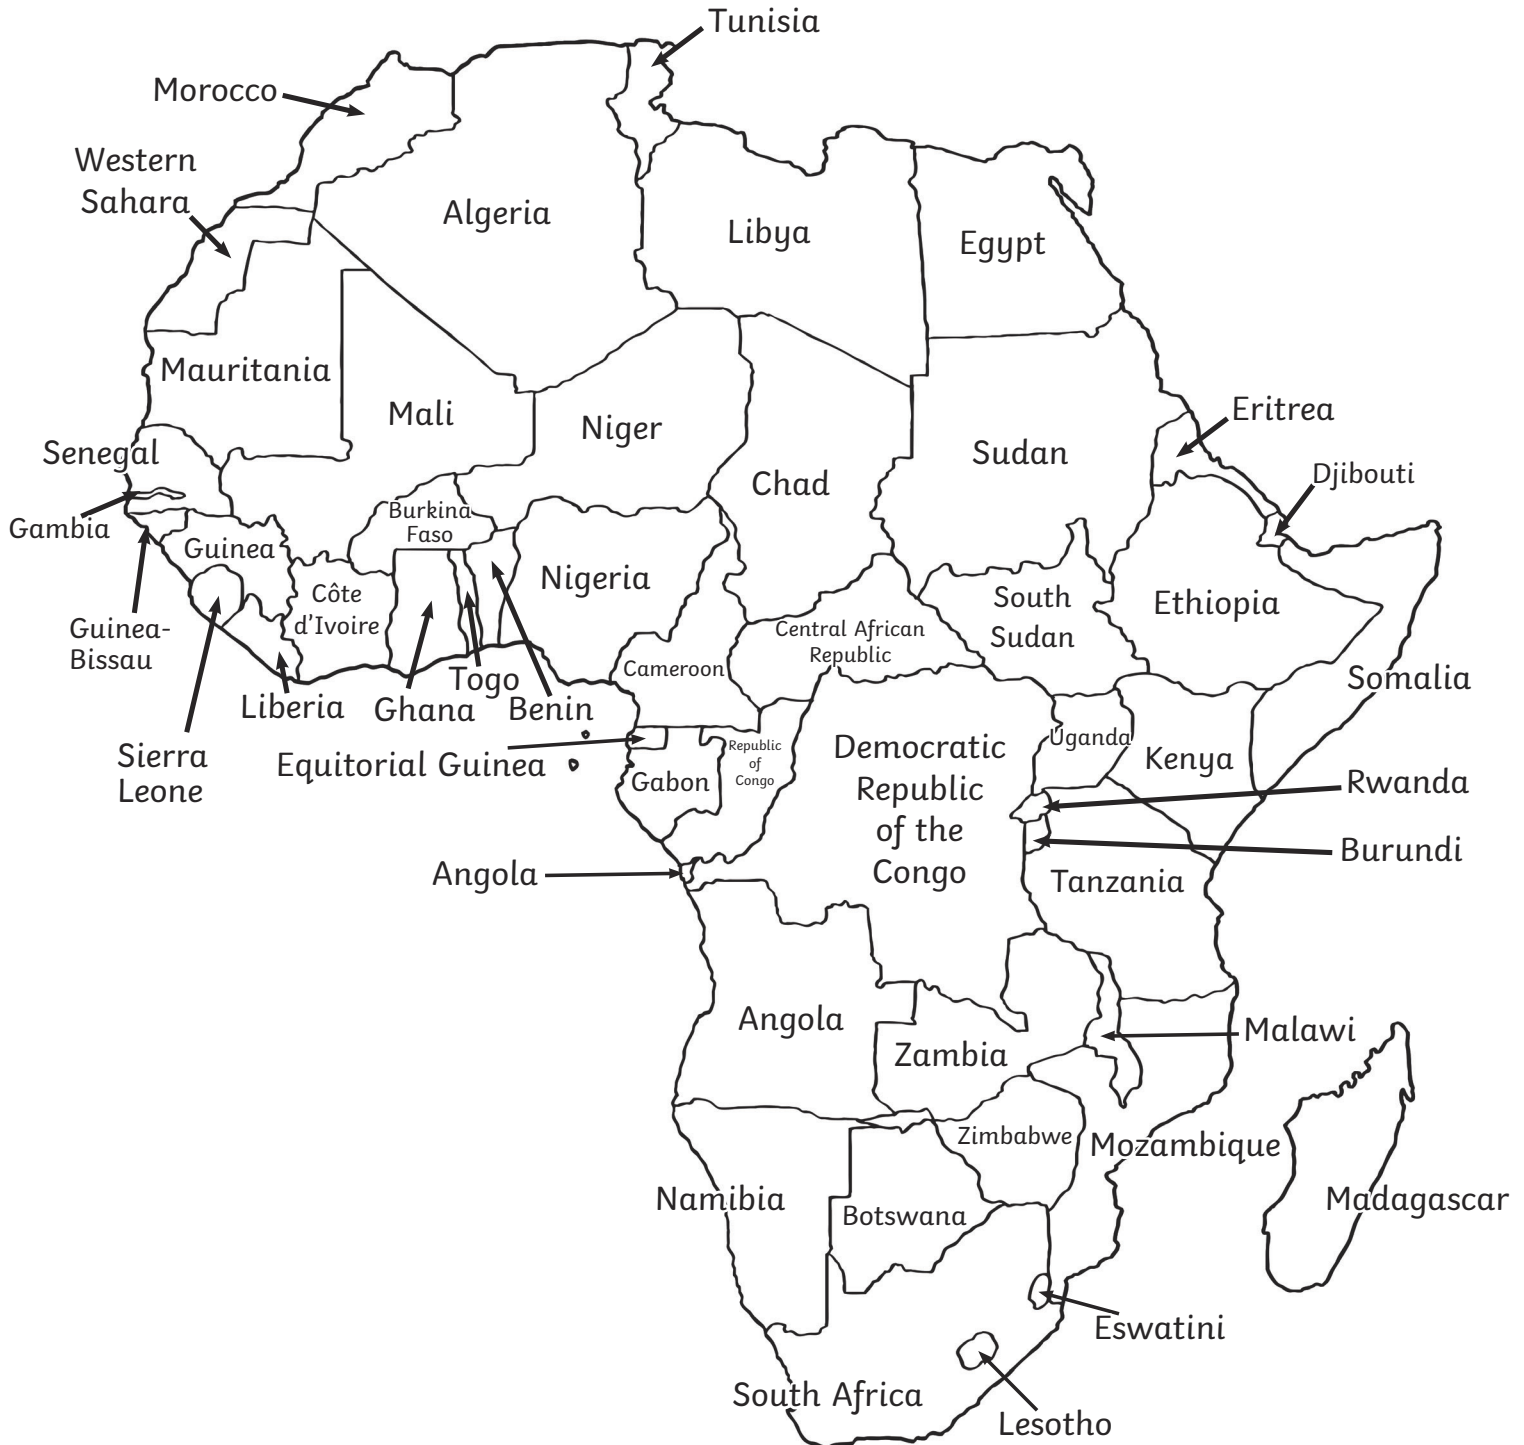 Tunisia
Morocco
Western
Sahara
Algeria
Libya
Egypt
Mauritania
Mali
Niger
Chad
Sudan
Eritrea
Djibouti
Senegal
Gambia
Burkina
Faso
Guinea
Nigeria
Côte
d'Ivoire
South
Sudan
Ethiopia
Guinea-
Bissau
Central African
Republic
Cameroon
Somalia
Togo
Liberia
Ghana
Benin
Sierra
Leone
Equitorial Guinea
Gabon
Republic
of
Congo
Democratic
Republic
of the
Congo
Uganda
Kenya
Rwanda
Burundi
Angola
Tanzania
Angola
Zambia
Malawi
Zimbabwe
Mozambique
Namibia
Botswana
Madagascar
Eswatini
South Africa
Lesotho